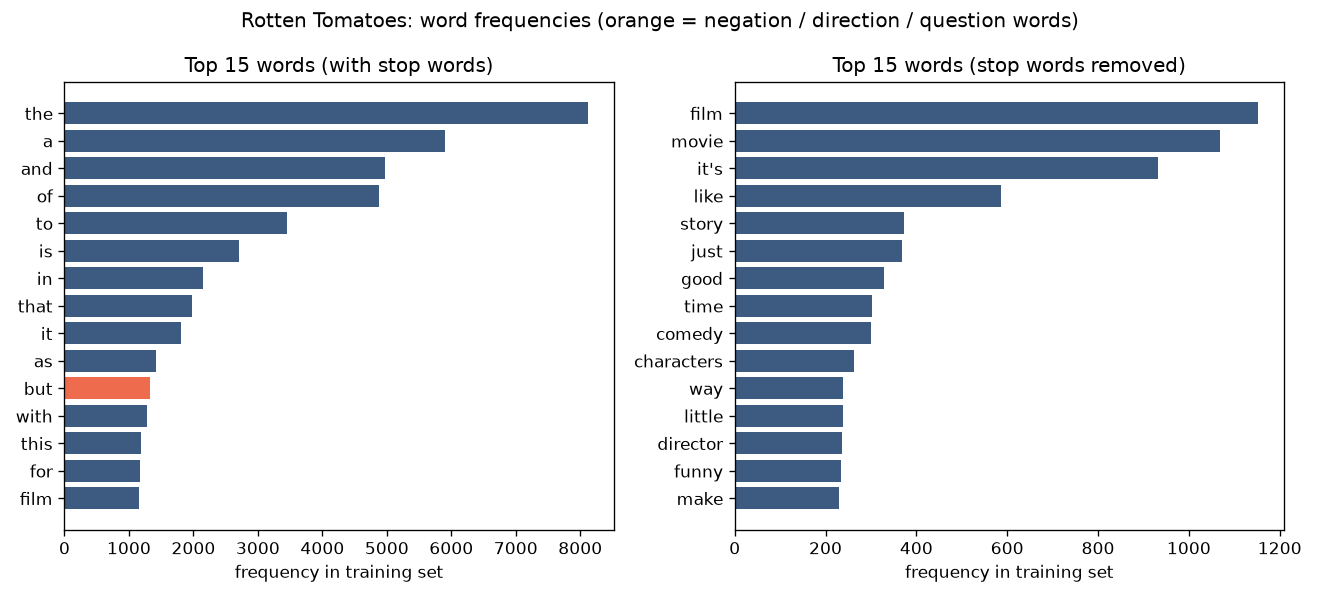 Rotten Tomatoes: word frequencies (orange = negation / direction / question words)
Top 15 words (with stop words)
the
a
and
of
to
is
in
that
it
as
but
with
this
for
film
0 1000 2000 3000 4000 5000 6000 7000 8000
frequency in training set
Top 15 words (stop words removed)
film
movie
it's
like
story
just
good
time
comedy
characters
way
little
director
funny
make
0 200 400 600 800 1000 1200
frequency in training set